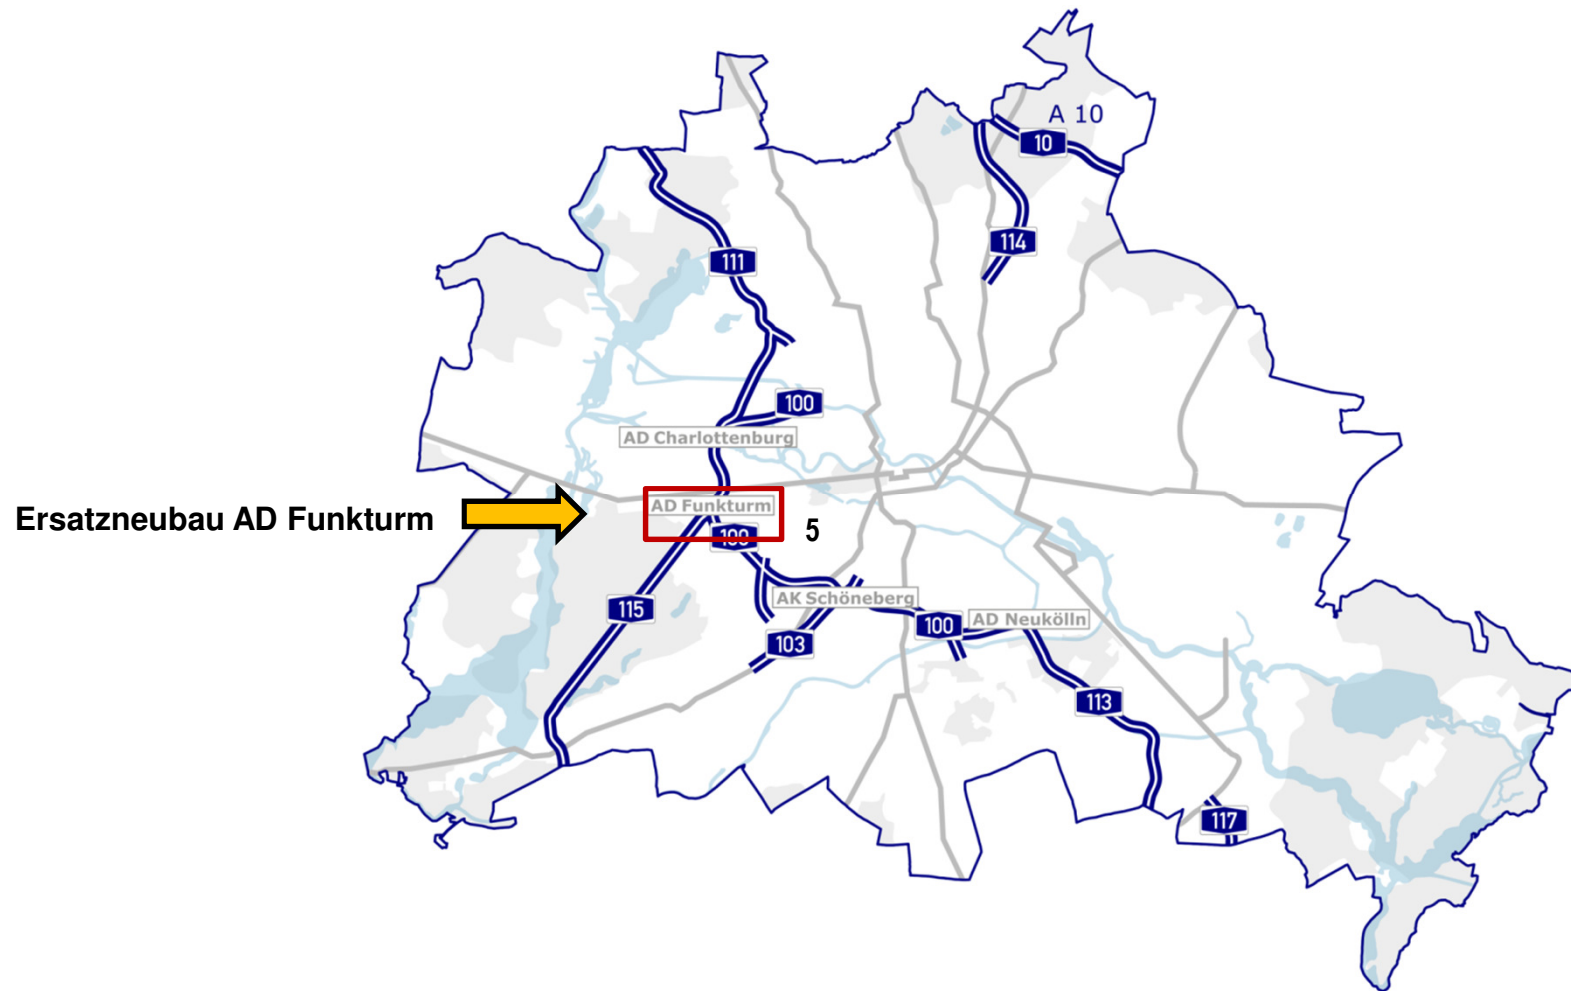 A 10
10
114
111
100
AD Charlottenburg
AD Funkturm
Ersatzneubau AD Funkturm
5
100
AK Schöneberg
115
100
AD Neukölln
103
113
117